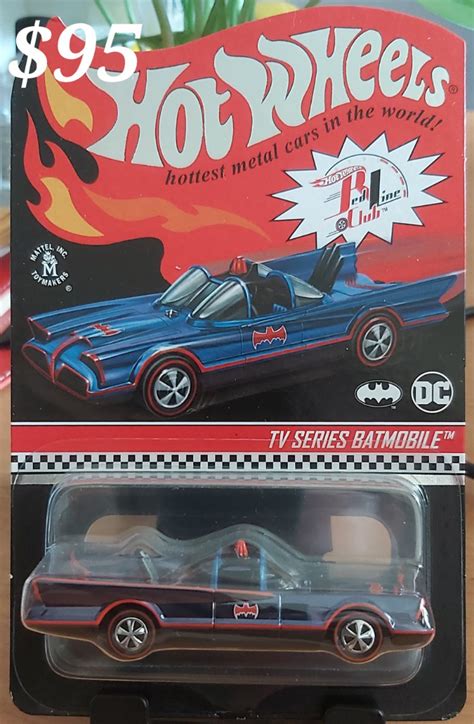 $95
HOT WHEELS®
hottest metal cars in the world!
HOT WHEELS
Red Line
Club™
MATTEL, INC.
M
TOYMAKERS®
DC
TV SERIES BATMOBILE™